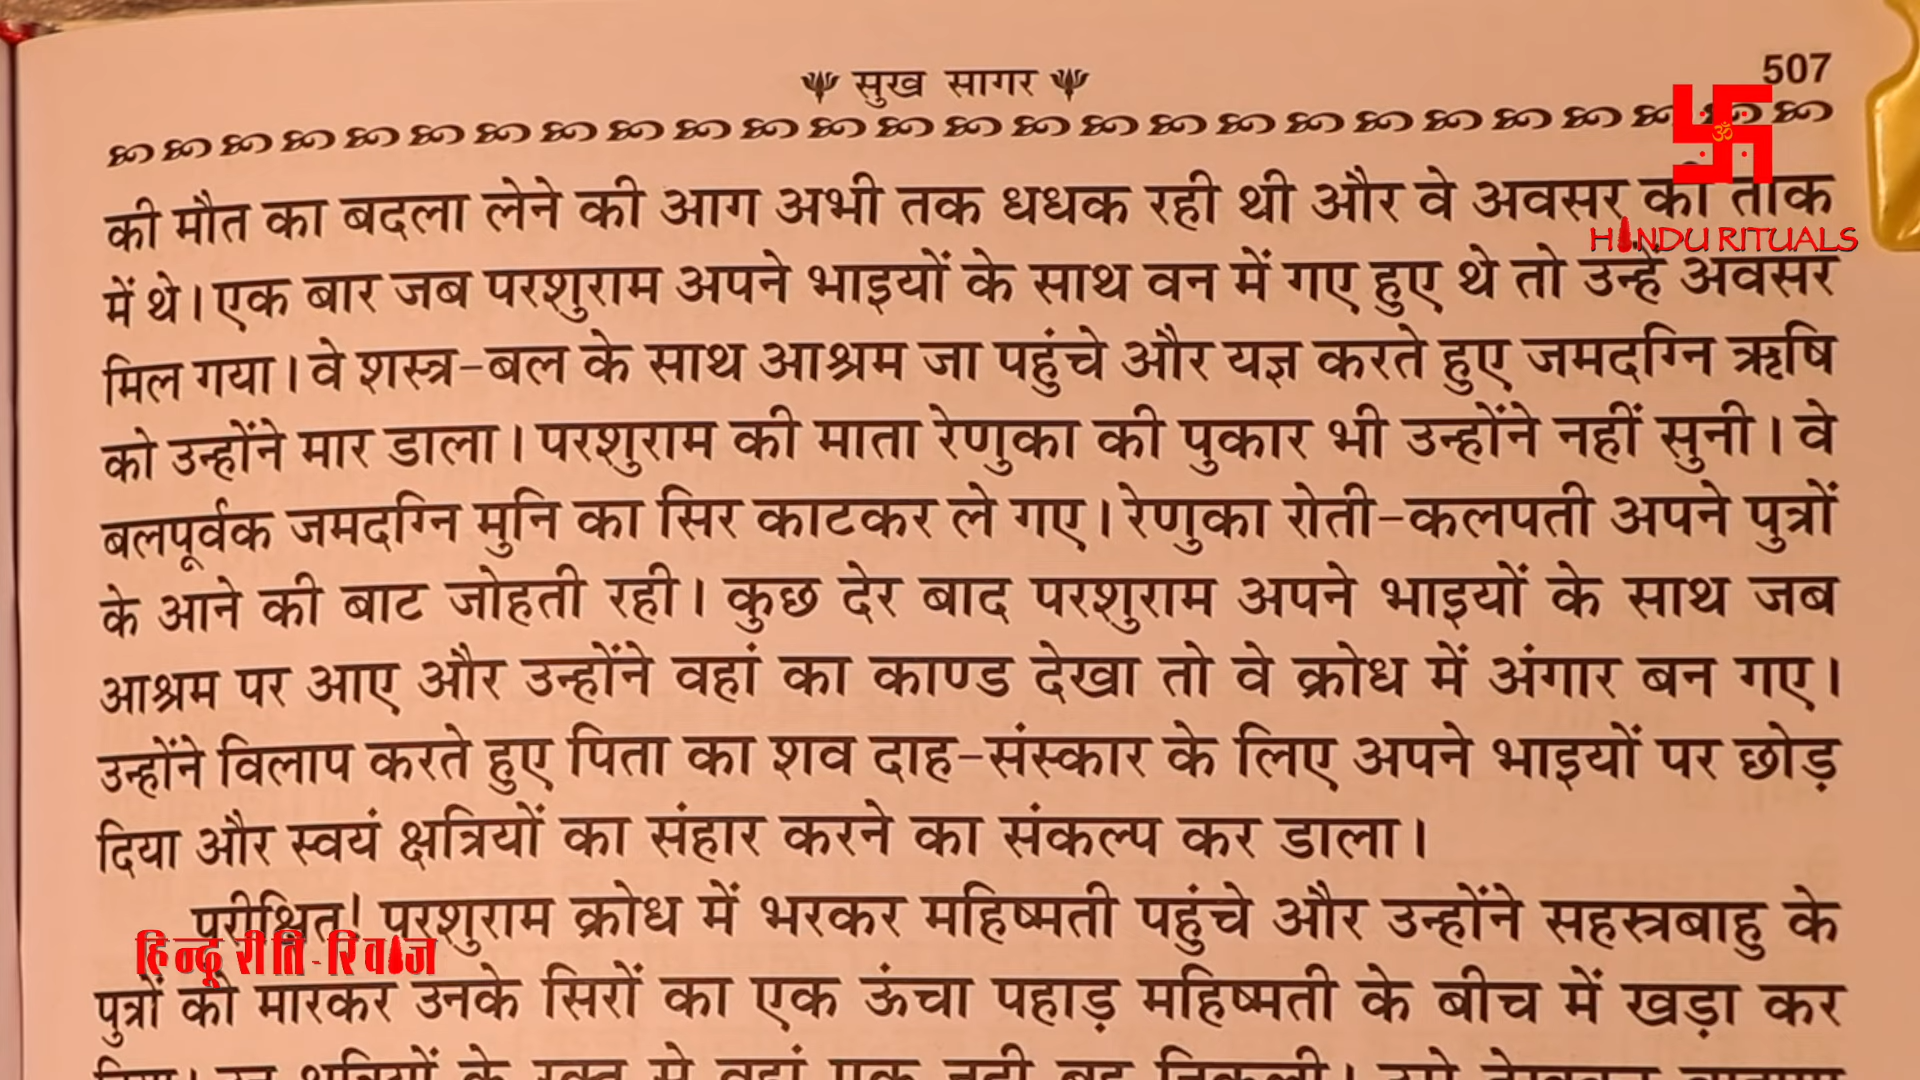 सुख सागर
507
की मौत का बदला लेने की आग अभी तक धधक रही थी और वे अवसर की ताक
HINDU RITUALS
में थे। एक बार जब परशुराम अपने भाइयों के साथ वन में गए हुए थे तो उन्हें अवसर
मिल गया। वे शस्त्र-बल के साथ आश्रम जा पहुंचे और यज्ञ करते हुए जमदग्नि ऋषि
को उन्होंने मार डाला। परशुराम की माता रेणुका की पुकार भी उन्होंने नहीं सुनी। वे
बलपूर्वक जमदग्नि मुनि का सिर काटकर ले गए। रेणुका रोती-कलपती अपने पुत्रों
के आने की बाट जोहती रही। कुछ देर बाद परशुराम अपने भाइयों के साथ जब
आश्रम पर आए और उन्होंने वहां का काण्ड देखा तो वे क्रोध में अंगार बन गए।
उन्होंने विलाप करते हुए पिता का शव दाह-संस्कार के लिए अपने भाइयों पर छोड़
दिया और स्वयं क्षत्रियों का संहार करने का संकल्प कर डाला।
परीक्षित! परशुराम क्रोध में भरकर महिष्मती पहुंचे और उन्होंने सहस्त्रबाहु के
हिन्दू रीति-रिवाज
पुत्रों को मारकर उनके सिरों का एक ऊंचा पहाड़ महिष्मती के बीच में खड़ा कर